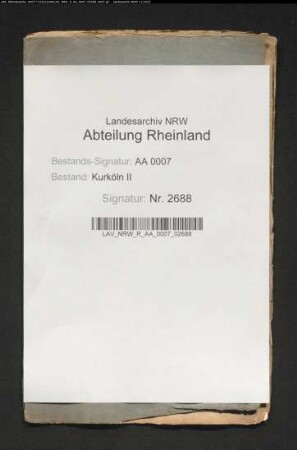 Landesarchiv NRW
Abteilung Rheinland
Bestands-Signatur: AA 0007
Bestand: Kurköln II
Signatur: Nr. 2688
LAV_NRW_R_AA_0007_02688